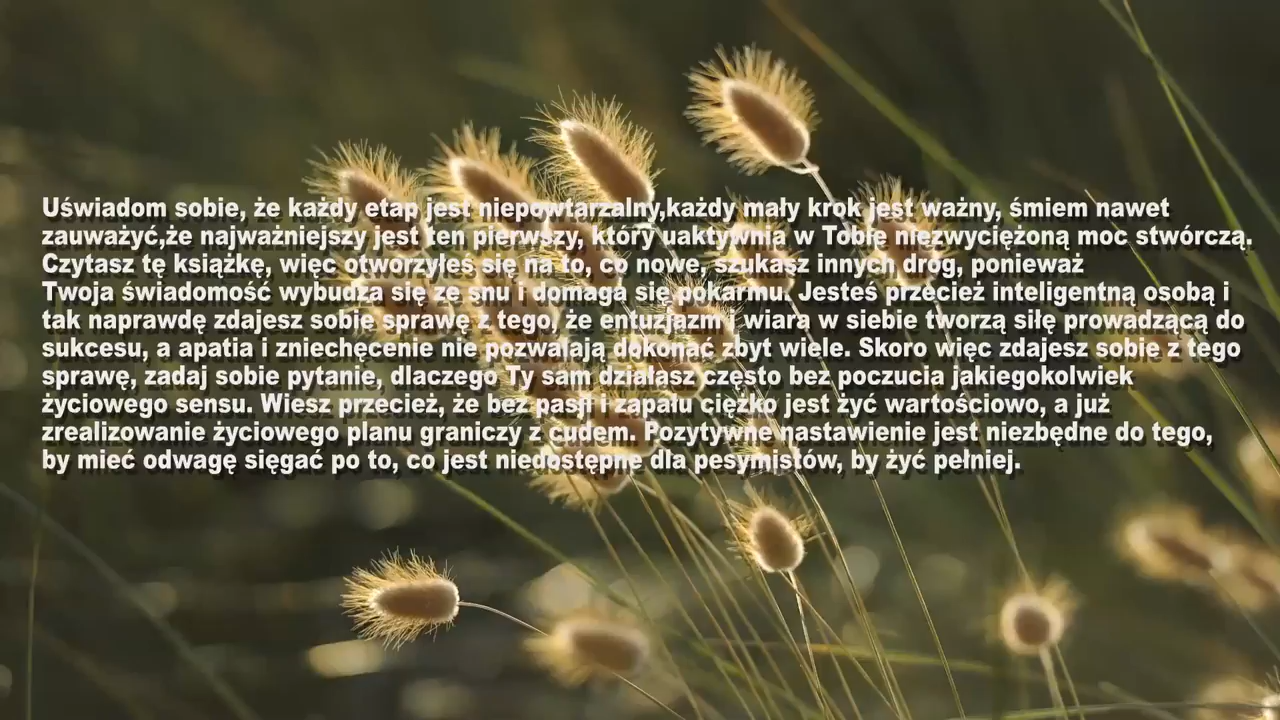 Uświadom sobie, że każdy etap jest niepowtarzalny,każdy mały krok jest ważny, śmiem nawet
zauważyć,że najważniejszy jest ten pierwszy, który uaktywnia w Tobie niezwyciężoną moc stwórczą.
Czytasz tę książkę, więc otworzyłeś się na to, co nowe, szukasz innych dróg, ponieważ
Twoja świadomość wybudza się ze snu i domaga się pokarmu. Jesteś przecież inteligentną osobą i
tak naprawdę zdajesz sobie sprawę z tego, że entuzjazm i wiara w siebie tworzą siłę prowadzącą do
sukcesu, a apatia i zniechęcenie nie pozwalają dokonać zbyt wiele. Skoro więc zdajesz sobie z tego
sprawę, zadaj sobie pytanie, dlaczego Ty sam działasz często bez poczucia jakiegokolwiek
życiowego sensu. Wiesz przecież, że bez pasji i zapału ciężko jest żyć wartościowo, a już
zrealizowanie życiowego planu graniczy z cudem. Pozytywne nastawienie jest niezbędne do tego,
by mieć odwagę sięgać po to, co jest niedostępne dla pesymistów, by żyć pełniej.